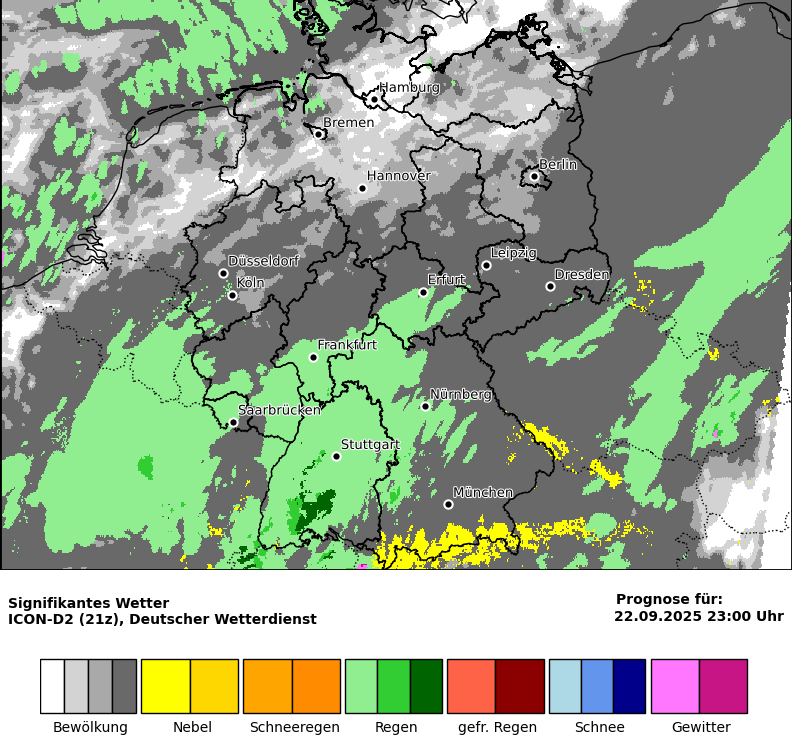 Hamburg
Bremen
Berlin
Hannover
Leipzig
Düsseldorf
Dresden
Köln
Erfurt
Frankfurt
Nürnberg
Saarbrücken
Stuttgart
München
Signifikantes Wetter
ICON-D2 (21z), Deutscher Wetterdienst
Prognose für:
22.09.2025 23:00 Uhr
Bewölkung Nebel Schneeregen Regen gefr. Regen Schnee Gewitter